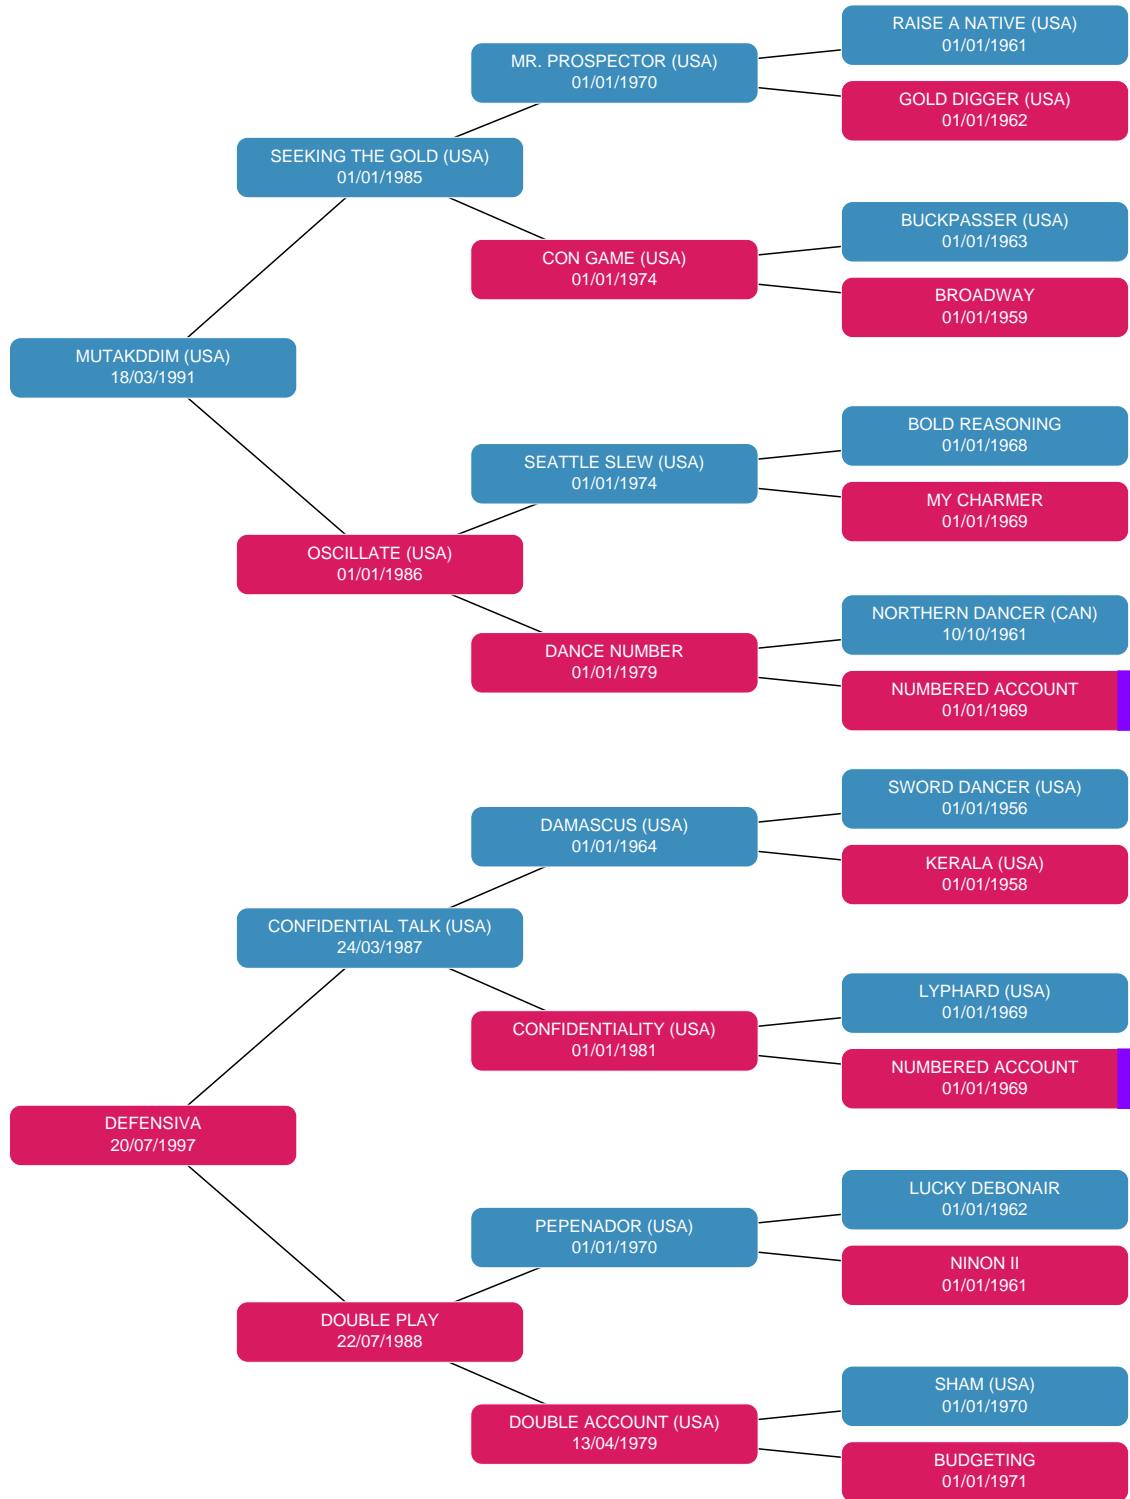 RAISE A NATIVE (USA)
01/01/1961
MR. PROSPECTOR (USA)
01/01/1970
GOLD DIGGER (USA)
01/01/1962
SEEKING THE GOLD (USA)
01/01/1985
BUCKPASSER (USA)
01/01/1963
CON GAME (USA)
01/01/1974
BROADWAY
01/01/1959
MUTAKDDIM (USA)
18/03/1991
BOLD REASONING
01/01/1968
SEATTLE SLEW (USA)
01/01/1974
MY CHARMER
01/01/1969
OSCILLATE (USA)
01/01/1986
NORTHERN DANCER (CAN)
10/10/1961
DANCE NUMBER
01/01/1979
NUMBERED ACCOUNT
01/01/1969
SWORD DANCER (USA)
01/01/1956
DAMASCUS (USA)
01/01/1964
KERALA (USA)
01/01/1958
CONFIDENTIAL TALK (USA)
24/03/1987
LYPHARD (USA)
01/01/1969
CONFIDENTIALITY (USA)
01/01/1981
NUMBERED ACCOUNT
01/01/1969
DEFENSIVA
20/07/1997
LUCKY DEBONAIR
01/01/1962
PEPENADOR (USA)
01/01/1970
NINON II
01/01/1961
DOUBLE PLAY
22/07/1988
SHAM (USA)
01/01/1970
DOUBLE ACCOUNT (USA)
13/04/1979
BUDGETING
01/01/1971